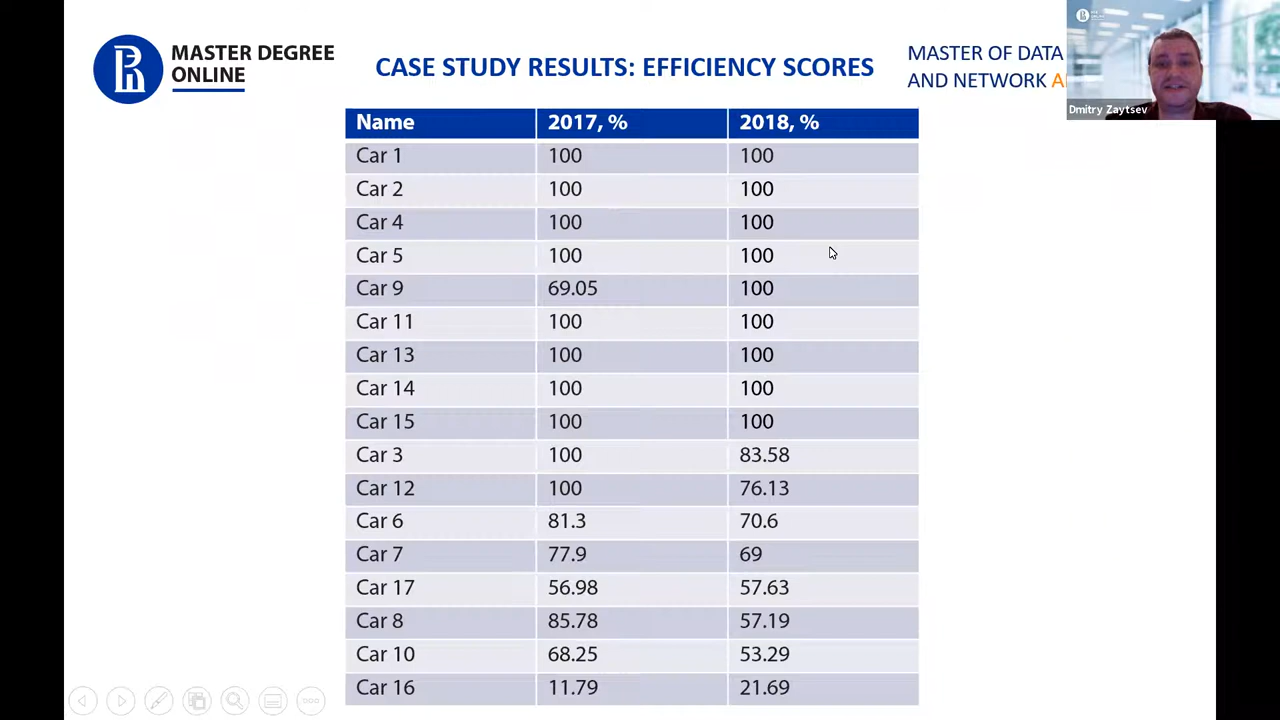 MASTER DEGREE
ONLINE
CASE STUDY RESULTS: EFFICIENCY SCORES
MASTER OF DATA
AND NETWORK A
Dmitry Zaytsev
Name 2017, % 2018, %
Car 1 100 100
Car 2 100 100
Car 4 100 100
Car 5 100 100
Car 9 69.05 100
Car 11 100 100
Car 13 100 100
Car 14 100 100
Car 15 100 100
Car 3 100 83.58
Car 12 100 76.13
Car 6 81.3 70.6
Car 7 77.9 69
Car 17 56.98 57.63
Car 8 85.78 57.19
Car 10 68.25 53.29
Car 16 11.79 21.69